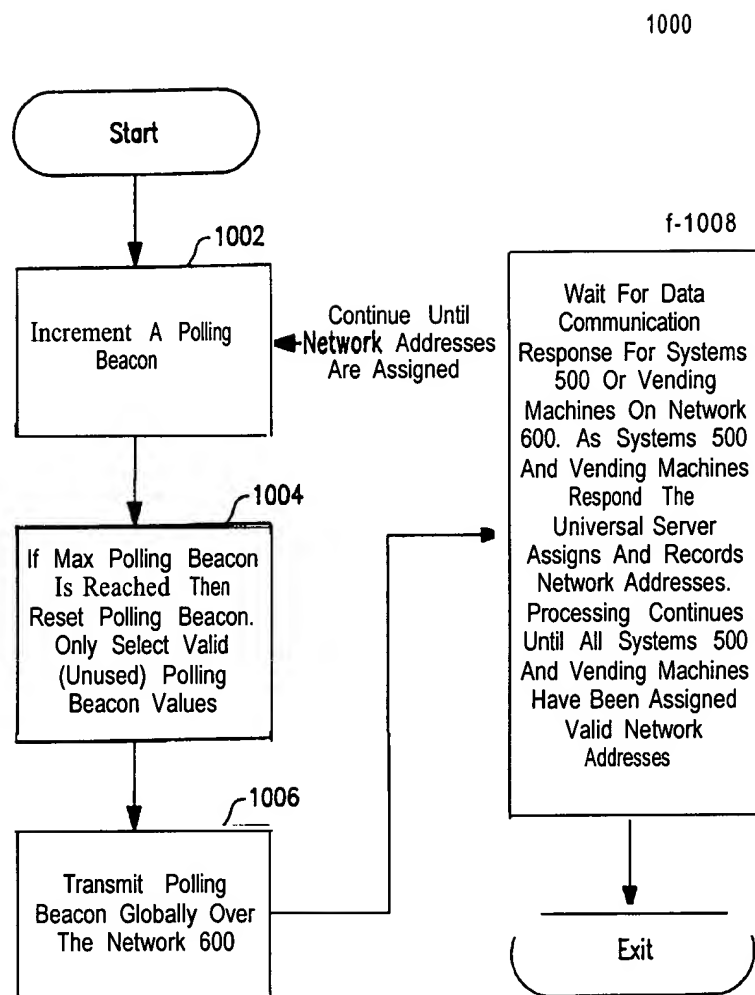 1000
Start
1002
Increment A Polling
Beacon
Continue Until
Network Addresses
Are Assigned
1004
If Max Polling Beacon
Is Reached Then
Reset Polling Beacon.
Only Select Valid
(Unused) Polling
Beacon Values
1006
Transmit Polling
Beacon Globally Over
The Network 600
f-1008
Wait For Data
Communication
Response For Systems
500 Or Vending
Machines On Network
600. As Systems 500
And Vending Machines
Respond The
Universal Server
Assigns And Records
Network Addresses.
Processing Continues
Until All Systems 500
And Vending Machines
Have Been Assigned
Valid Network
Addresses
Exit